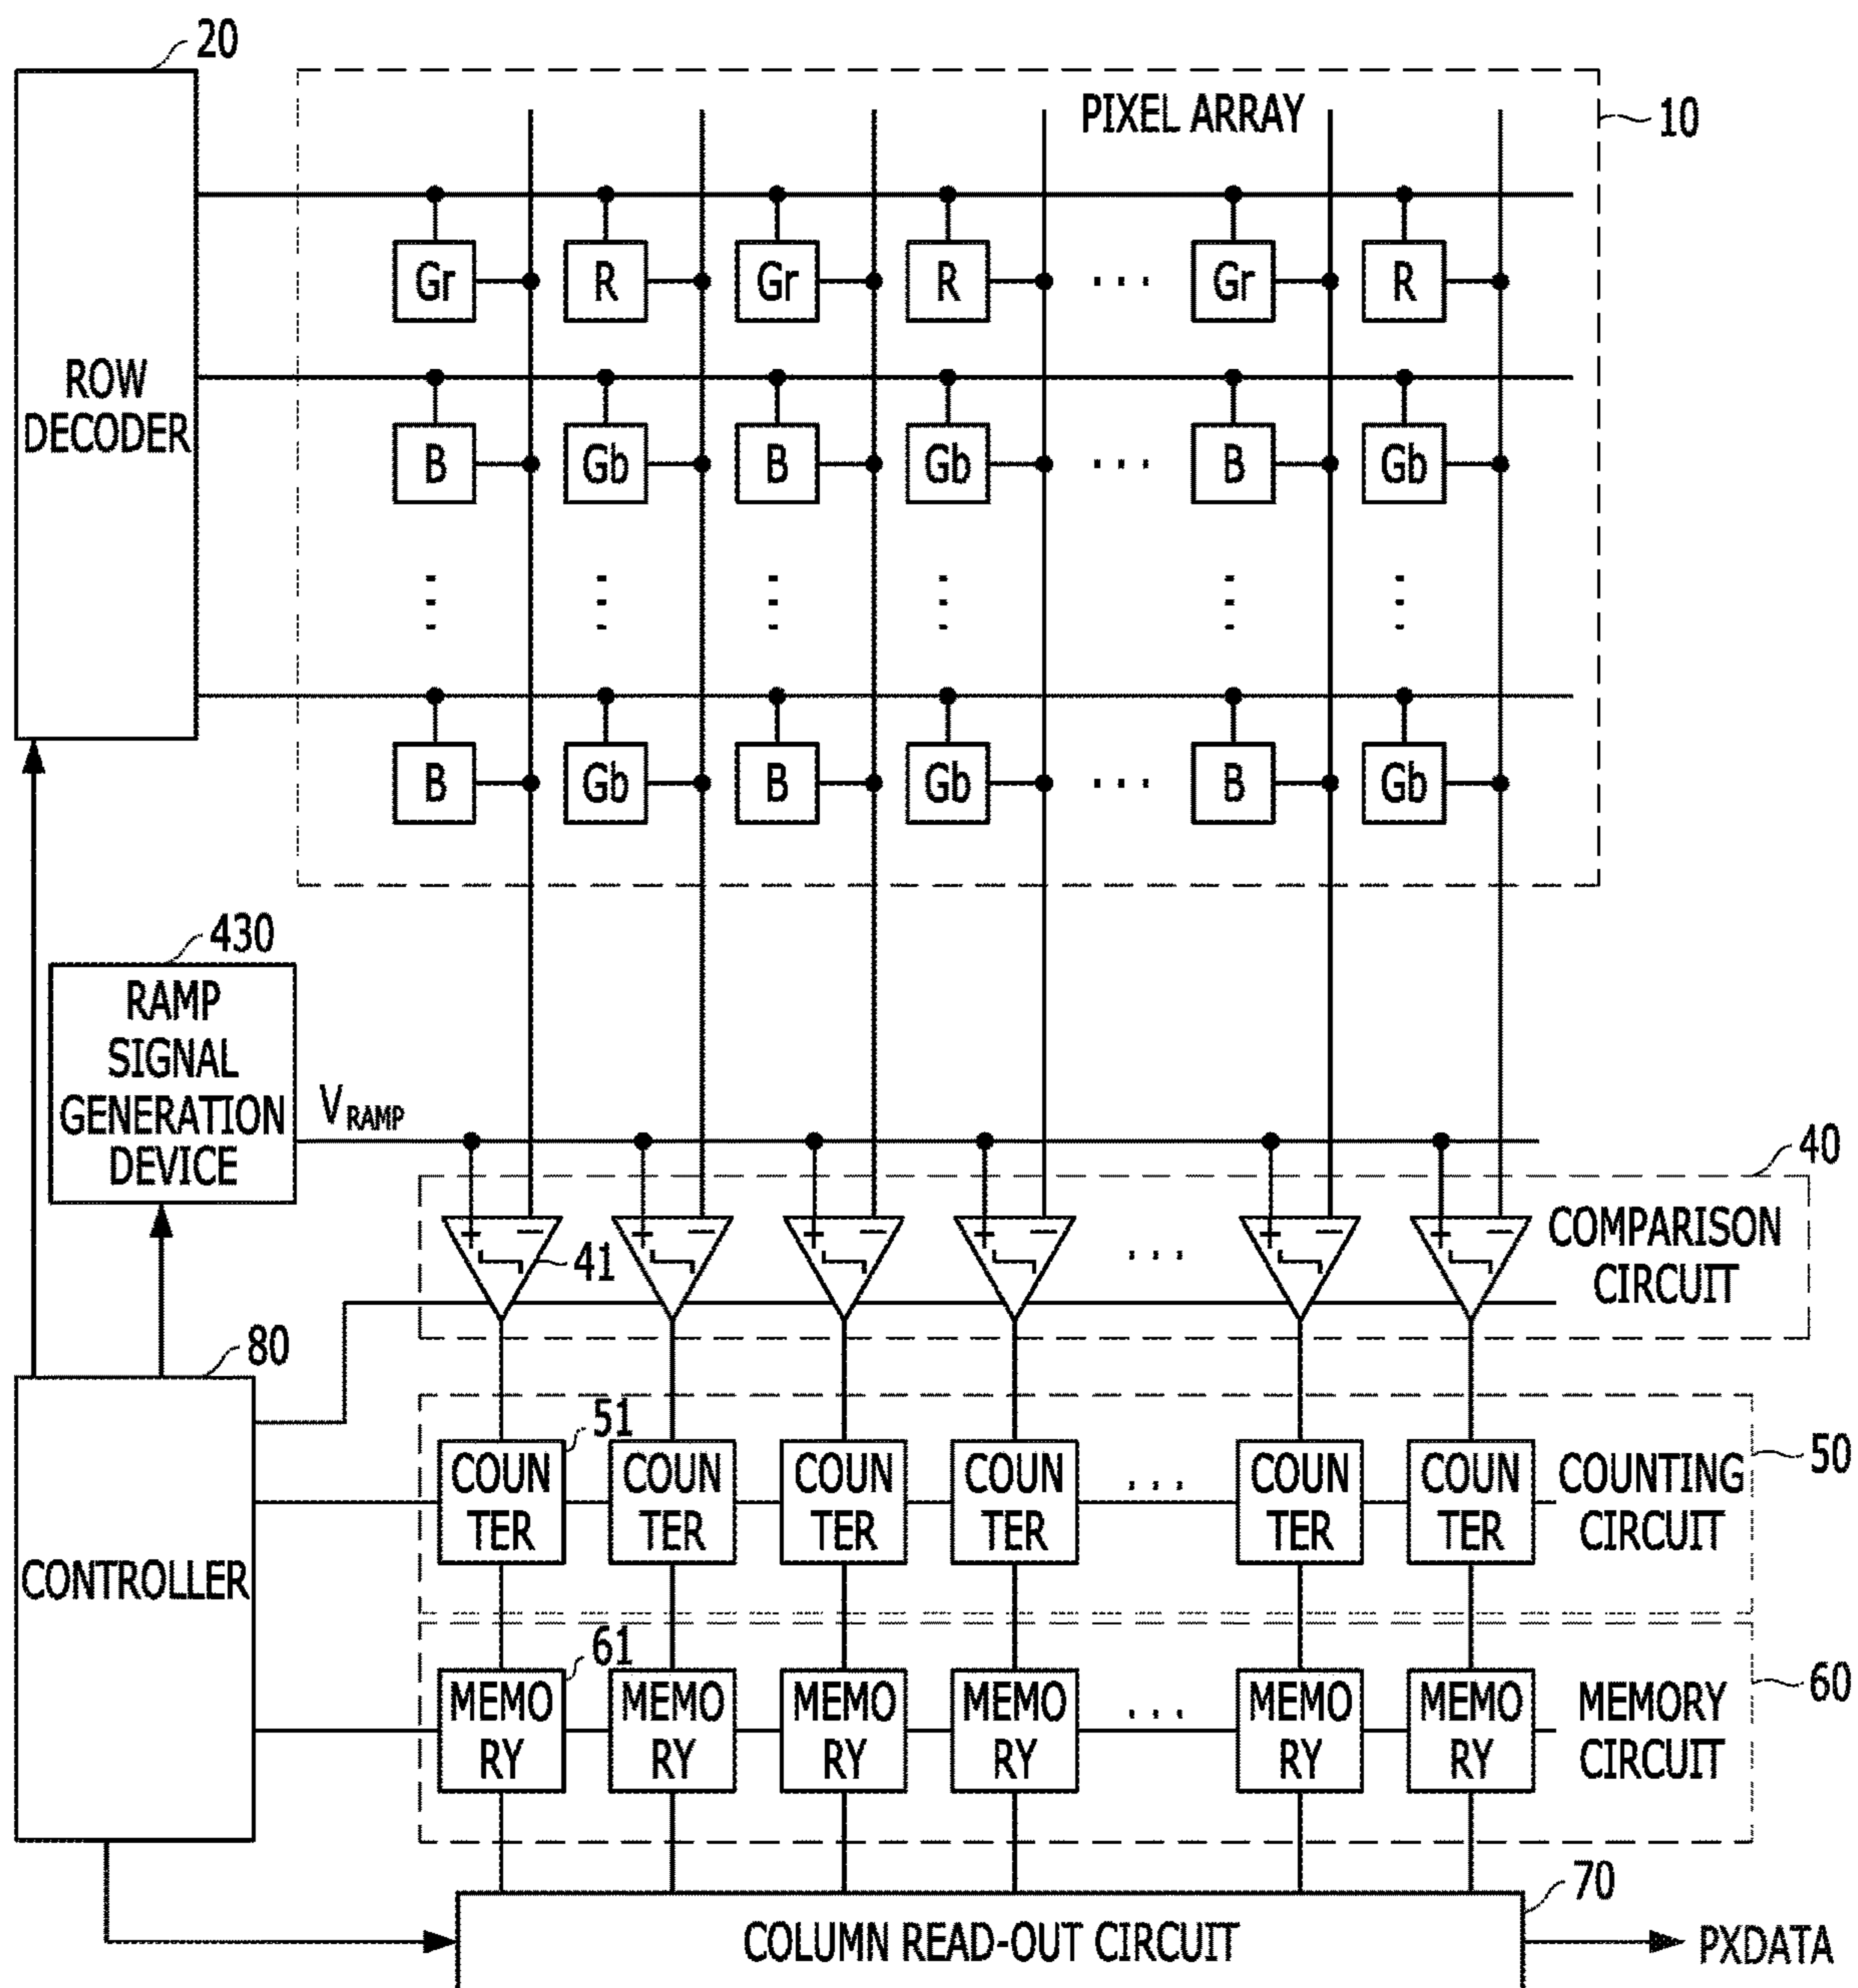 20
PIXEL ARRAY
10
Gr R Gr R ... Gr R
ROW
DECODER
B Gb B Gb ... B Gb
B Gb B Gb ... B Gb
430
RAMP
SIGNAL
GENERATION
DEVICE
VRAMP
40
+ − + − + − + − ... + − + −
41
COMPARISON
CIRCUIT
80
CONTROLLER
51
50
COUN COUN COUN COUN ... COUN COUN
TER TER TER TER TER TER
COUNTING
CIRCUIT
61
60
MEMO MEMO MEMO MEMO ... MEMO MEMO
RY RY RY RY RY RY
MEMORY
CIRCUIT
70
COLUMN READ-OUT CIRCUIT
PXDATA